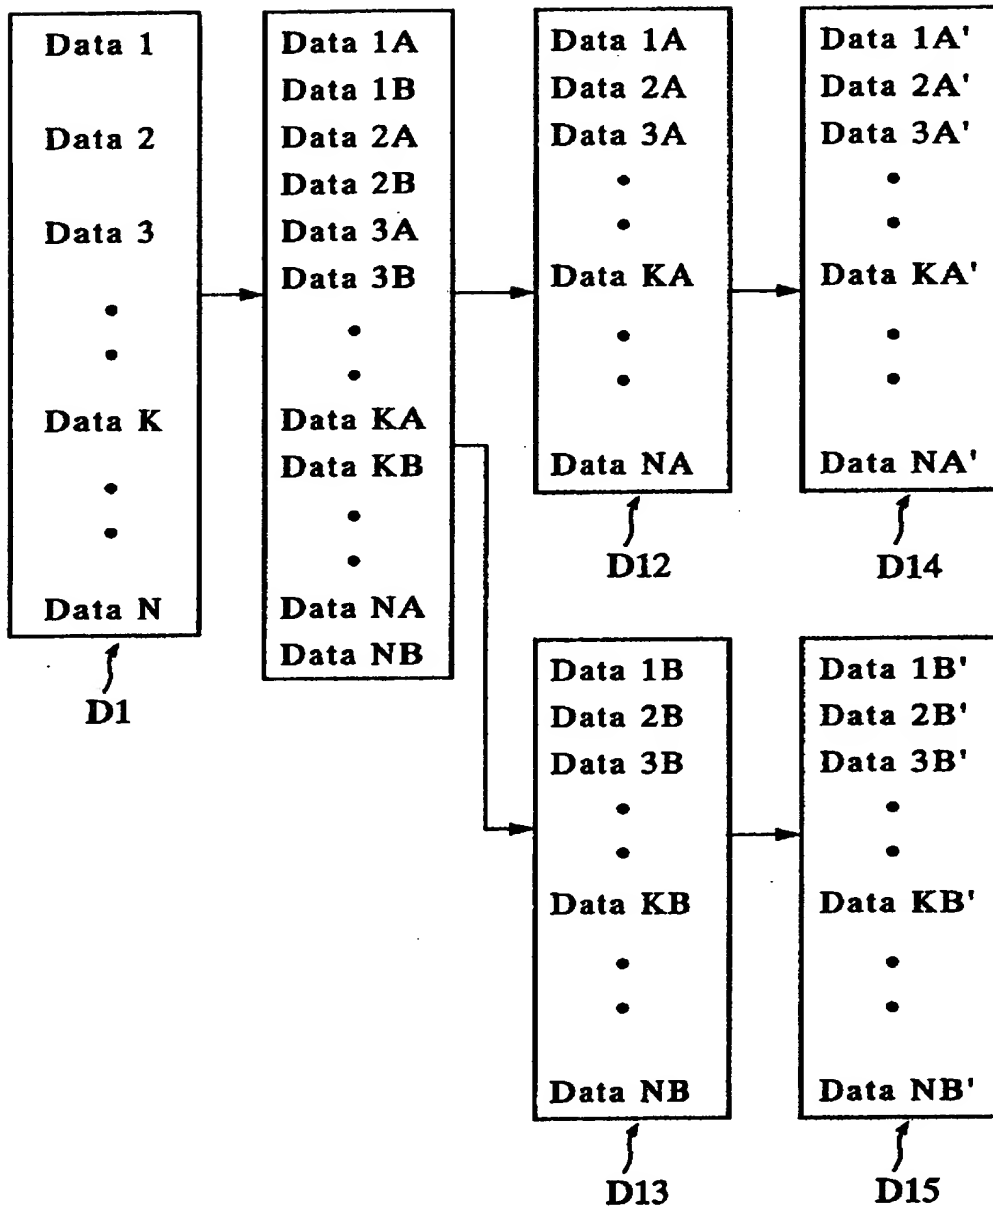 Data 1
Data 2
Data 3
Data K
Data N
D1
Data 1A
Data 1B
Data 2A
Data 2B
Data 3A
Data 3B
Data KA
Data KB
Data NA
Data NB
Data 1A
Data 2A
Data 3A
Data KA
Data NA
D12
Data 1A'
Data 2A'
Data 3A'
Data KA'
Data NA'
D14
Data 1B
Data 2B
Data 3B
Data KB
Data NB
D13
Data 1B'
Data 2B'
Data 3B'
Data KB'
Data NB'
D15